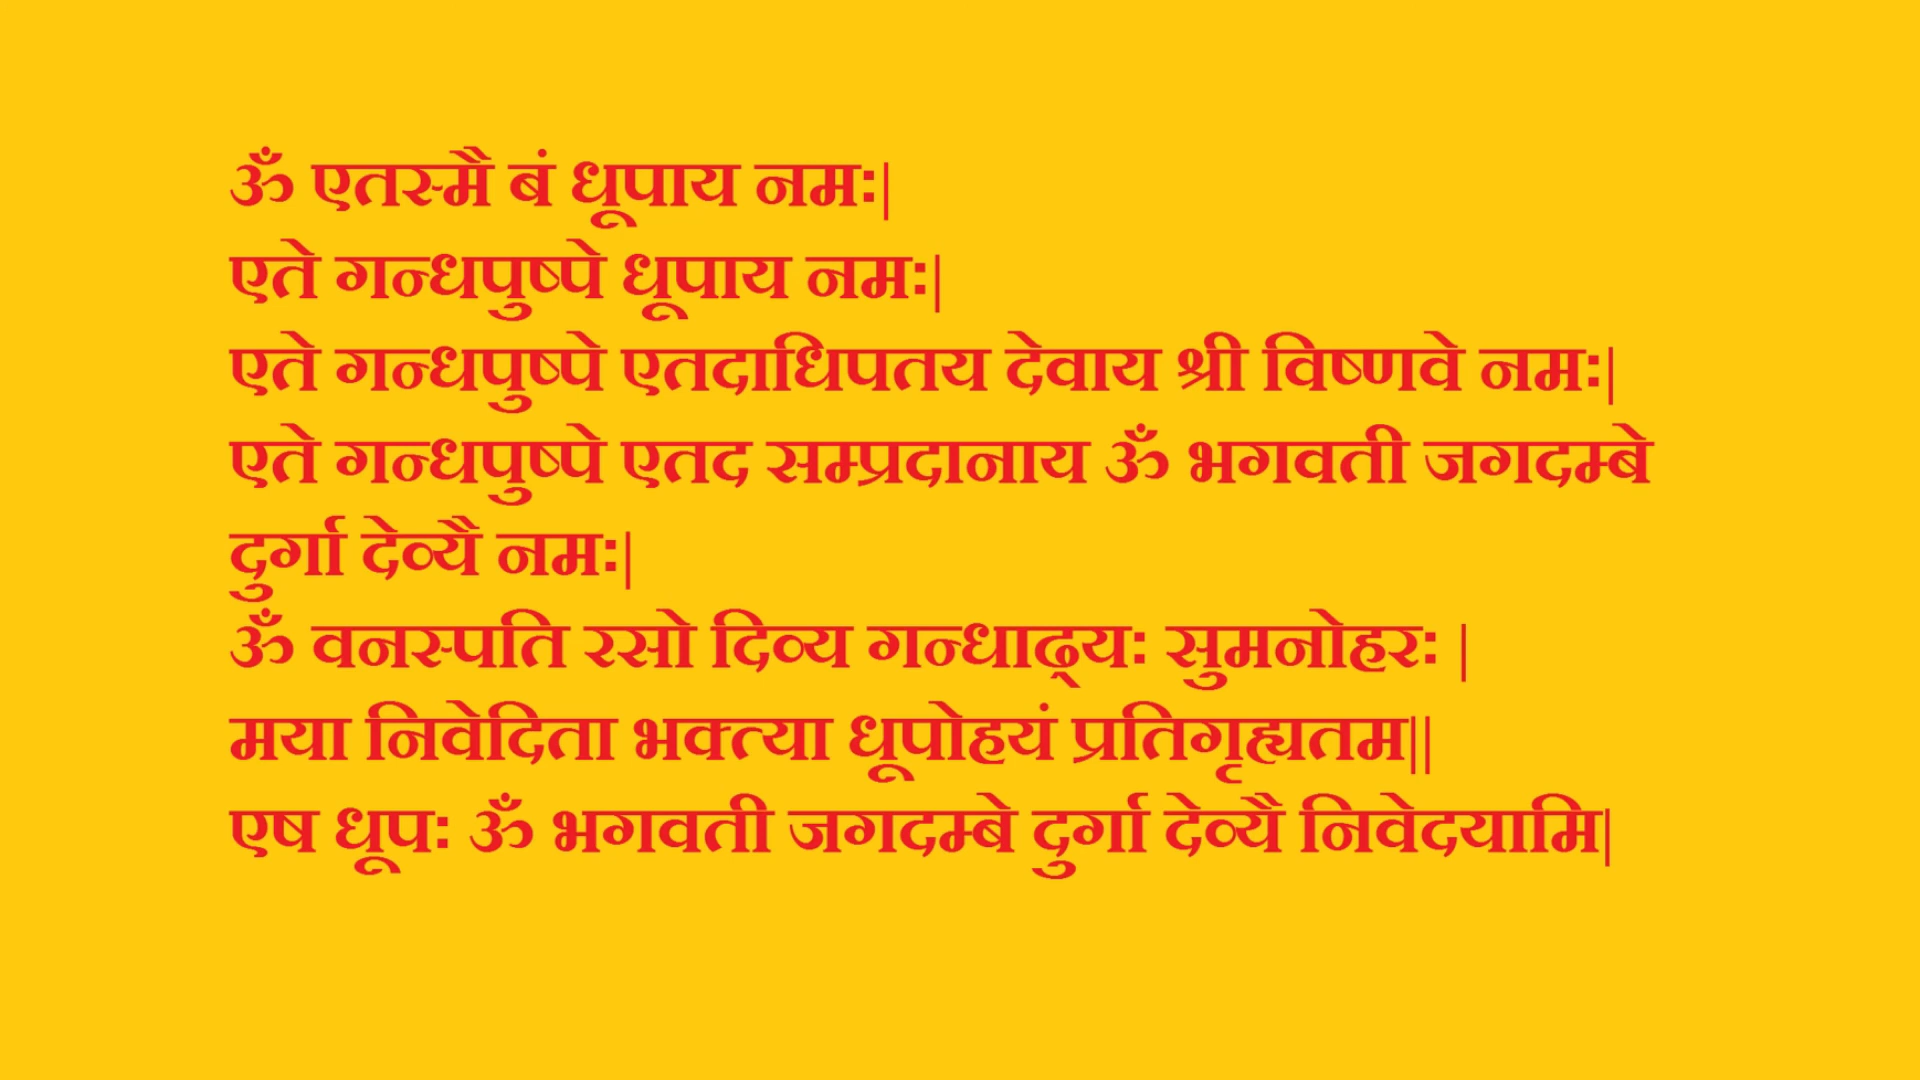 ॐ एतस्मै बं धूपाय नमः|
एते गन्धपुष्पे धूपाय नमः|
एते गन्धपुष्पे एतदाधिपतय देवाय श्री विष्णवे नमः|
एते गन्धपुष्पे एतद सम्प्रदानाय ॐ भगवती जगदम्बे
दुर्गा देव्यै नमः|
ॐ वनस्पति रसो दिव्य गन्धाढ्‌यः सुमनोहरः |
मया निवेदिता भक्त्या धूपोहयं प्रतिगृह्यतम||
एष धूपः ॐ भगवती जगदम्बे दुर्गा देव्यै निवेदयामि|